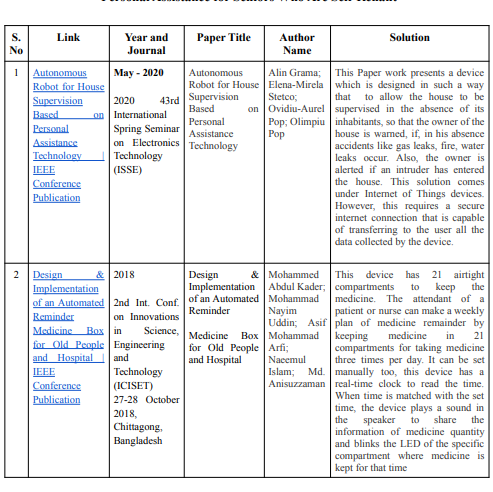 Personal Assistance for Seniors Who Are Self-Reliant
S.
No
Link
Year and
Journal
Paper Title
Author
Name
Solution
1
Autonomous
Robot for House
Supervision
Based on
Personal
Assistance
Technology |
IEEE
Conference
Publication
May - 2020
2020 43rd
International
Spring Seminar
on Electronics
Technology
(ISSE)
Autonomous
Robot for House
Supervision
Based on
Personal
Assistance
Technology
Alin Grama;
Elena-Mirela
Stetco;
Ovidiu-Aurel
Pop; Olimpiu
Pop
This Paper work presents a device
which is designed in such a way
that to allow the house to be
supervised in the absence of its
inhabitants, so that the owner of the
house is warned, if, in his absence
accidents like gas leaks, fire, water
leaks occur. Also, the owner is
alerted if an intruder has entered
the house. This solution comes
under Internet of Things devices.
However, this requires a secure
internet connection that is capable
of transferring to the user all the
data collected by the device.
2
Design &
Implementation
of an Automated
Reminder
Medicine Box
for Old People
and Hospital |
IEEE
Conference
Publication
2018
2nd Int. Conf.
on Innovations
in Science,
Engineering
and
Technology
(ICISET)
27-28 October
2018,
Chittagong,
Bangladesh
Design &
Implementation
of an Automated
Reminder
Medicine Box
for Old People
and Hospital
Mohammed
Abdul Kader;
Mohammad
Nayim
Uddin; Asif
Mohammad
Arfi;
Naeemul
Islam; Md.
Anisuzzaman
This device has 21 airtight
compartments to keep the
medicine. The attendant of a
patient or nurse can make a weekly
plan of medicine remainder by
keeping medicine in 21
compartments for taking medicine
three times per day. It can be set
manually too, this device has a
real-time clock to read the time.
When time is matched with the set
time, the device plays a sound in
the speaker to share the
information of medicine quantity
and blinks the LED of the specific
compartment where medicine is
kept for that time